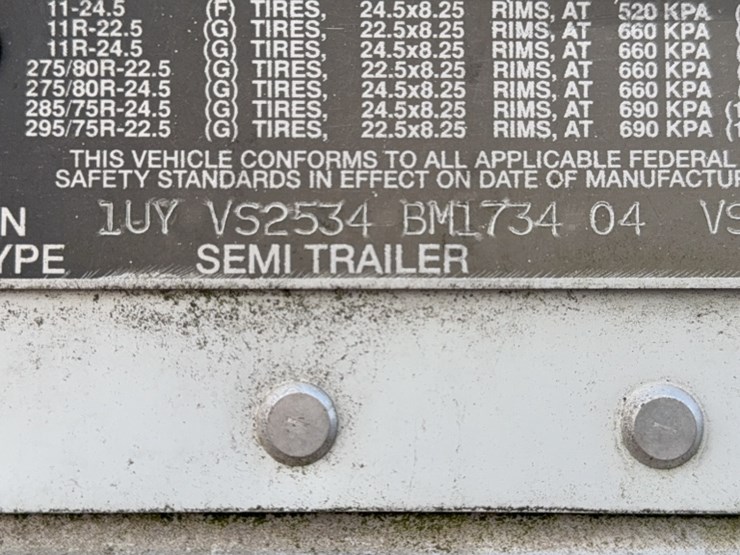 11-24.5 (F) TIRES, 24.5x8.25 RIMS, AT 520 KPA (
11R-22.5 (G) TIRES, 22.5x8.25 RIMS, AT 660 KPA (
11R-24.5 (G) TIRES, 24.5x8.25 RIMS, AT 660 KPA (
275/80R-22.5 (G) TIRES, 22.5x8.25 RIMS, AT 660 KPA (
275/80R-24.5 (G) TIRES, 24.5x8.25 RIMS, AT 660 KPA (
285/75R-24.5 (G) TIRES, 24.5x8.25 RIMS, AT 690 KPA (1
295/75R-22.5 (G) TIRES, 22.5x8.25 RIMS, AT 690 KPA (1
THIS VEHICLE CONFORMS TO ALL APPLICABLE FEDERAL
SAFETY STANDARDS IN EFFECT ON DATE OF MANUFACTUR
IN 1UY VS2534 BM1734 04 VS
YPE SEMI TRAILER